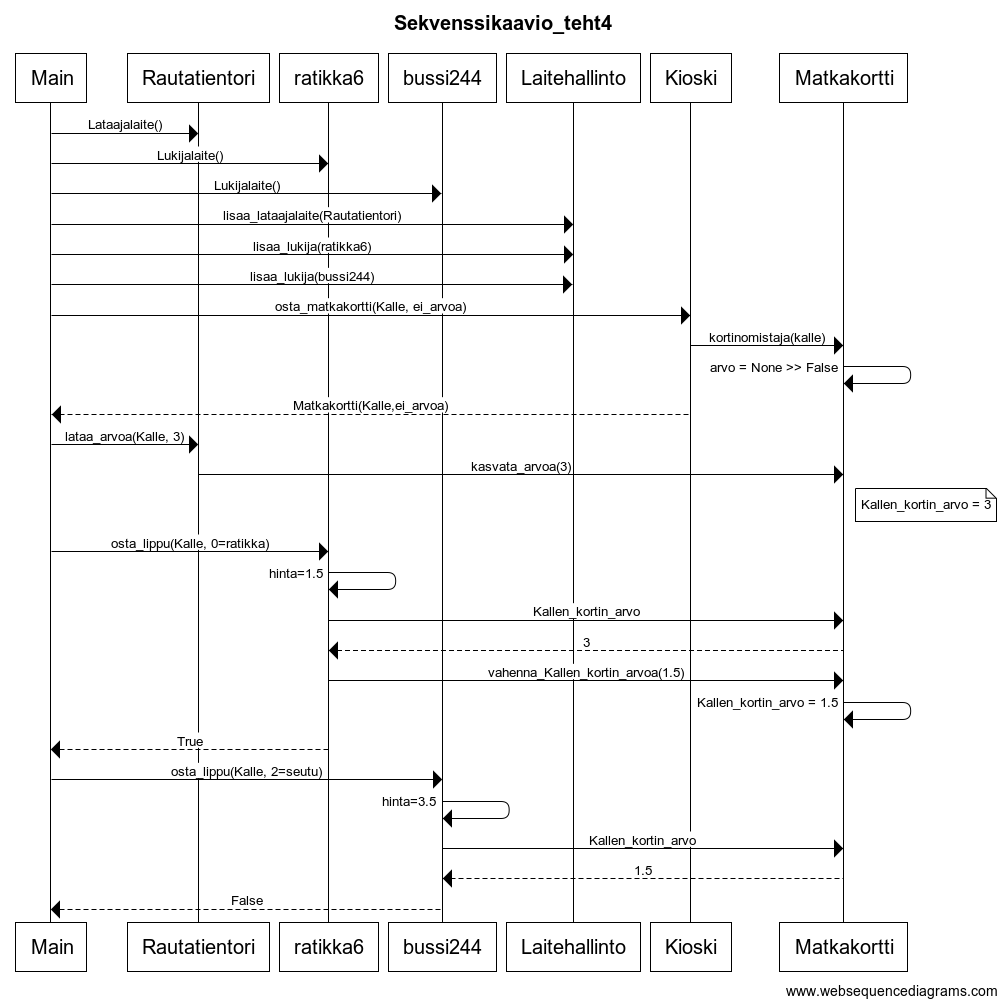 Sekvenssikaavio_teht4
Main Rautatientori ratikka6 bussi244 Laitehallinto Kioski Matkakortti
Lataajalaite()
Lukijalaite()
Lukijalaite()
lisaa_lataajalaite(Rautatientori)
lisaa_lukija(ratikka6)
lisaa_lukija(bussi244)
osta_matkakortti(Kalle, ei_arvoa)
kortinomistaja(kalle)
arvo = None >> False
Matkakortti(Kalle,ei_arvoa)
lataa_arvoa(Kalle, 3)
kasvata_arvoa(3)
Kallen_kortin_arvo = 3
osta_lippu(Kalle, 0=ratikka)
hinta=1.5
Kallen_kortin_arvo
3
vahenna_Kallen_kortin_arvoa(1.5)
Kallen_kortin_arvo = 1.5
True
osta_lippu(Kalle, 2=seutu)
hinta=3.5
Kallen_kortin_arvo
1.5
False
Main Rautatientori ratikka6 bussi244 Laitehallinto Kioski Matkakortti
www.websequencediagrams.com